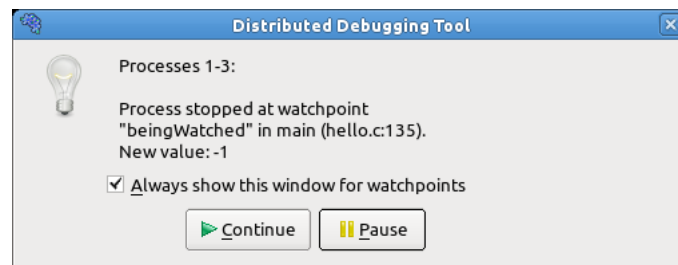 Distributed Debugging Tool
Processes 1-3:
Process stopped at watchpoint
"beingWatched" in main (hello.c:135).
New value: -1
Always show this window for watchpoints
Continue Pause